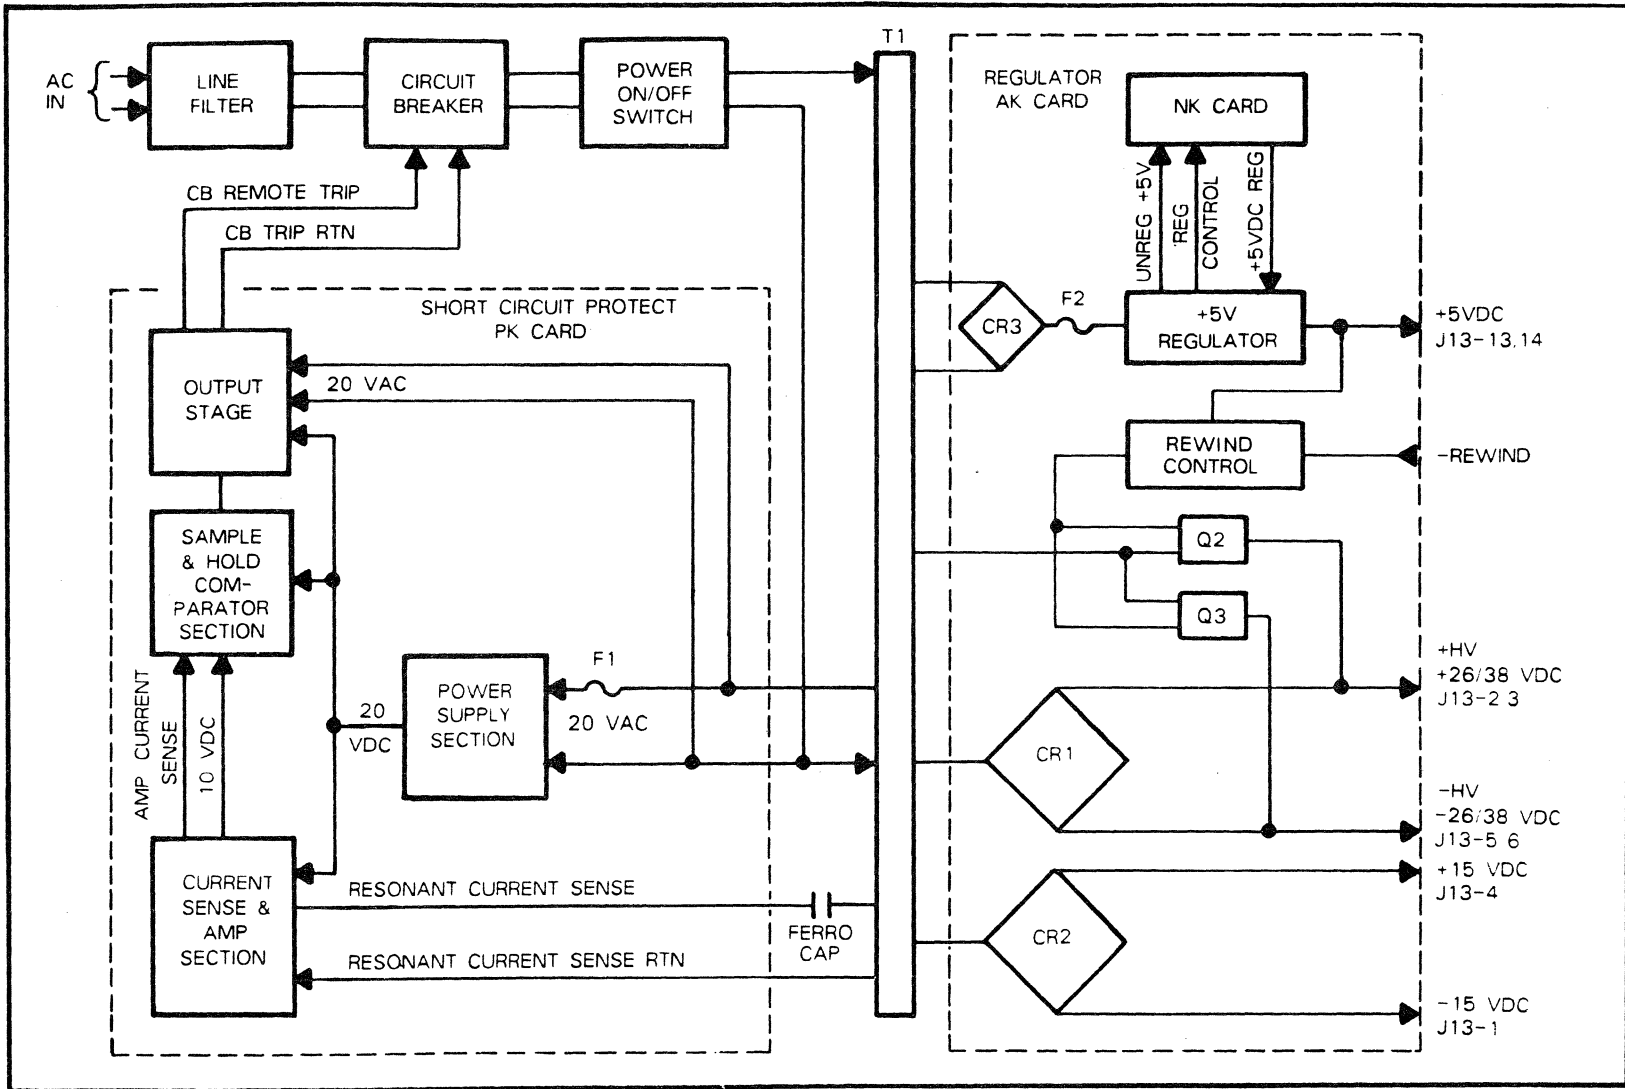 T1
AC
IN
LINE
FILTER
CIRCUIT
BREAKER
POWER
ON/OFF
SWITCH
REGULATOR
AK CARD
NK CARD
CB REMOTE TRIP
CB TRIP RTN
UNREG +5V
REG
CONTROL
+5VDC REG
SHORT CIRCUIT PROTECT
PK CARD
CR3
F2
+5V
REGULATOR
+5VDC
J13-13,14
OUTPUT
STAGE
20 VAC
REWIND
CONTROL
-REWIND
SAMPLE
& HOLD
COM-
PARATOR
SECTION
Q2
Q3
AMP CURRENT
SENSE
10 VDC
20
VDC
POWER
SUPPLY
SECTION
F1
20 VAC
CR1
+HV
+26/38 VDC
J13-2 3
-HV
-26/38 VDC
J13-5 6
CURRENT
SENSE &
AMP
SECTION
RESONANT CURRENT SENSE
FERRO
CAP
RESONANT CURRENT SENSE RTN
CR2
+15 VDC
J13-4
-15 VDC
J13-1